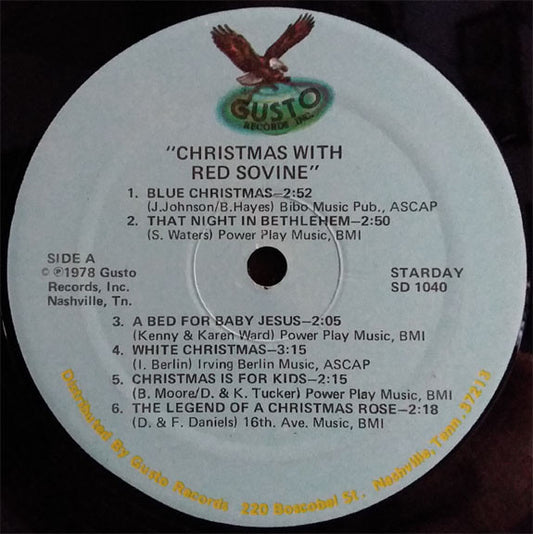 GUSTO
RECORDS INC.
"CHRISTMAS WITH
RED SOVINE"
1. BLUE CHRISTMAS—2:52
(J.Johnson/B.Hayes) Bibo Music Pub., ASCAP
2. THAT NIGHT IN BETHLEHEM—2:50
(S. Waters) Power Play Music, BMI
SIDE A
© ℗1978 Gusto
Records, Inc.
Nashville, Tn.
STARDAY
SD 1040
3. A BED FOR BABY JESUS—2:05
(Kenny & Karen Ward) Power Play Music, BMI
4. WHITE CHRISTMAS—3:15
(I. Berlin) Irving Berlin Music, ASCAP
5. CHRISTMAS IS FOR KIDS—2:15
(B. Moore/D. & K. Tucker) Power Play Music, BMI
6. THE LEGEND OF A CHRISTMAS ROSE—2:18
(D. & F. Daniels) 16th. Ave. Music, BMI
Distributed By Gusto Records 220 Boscobel St. Nashville, Tenn. 37213